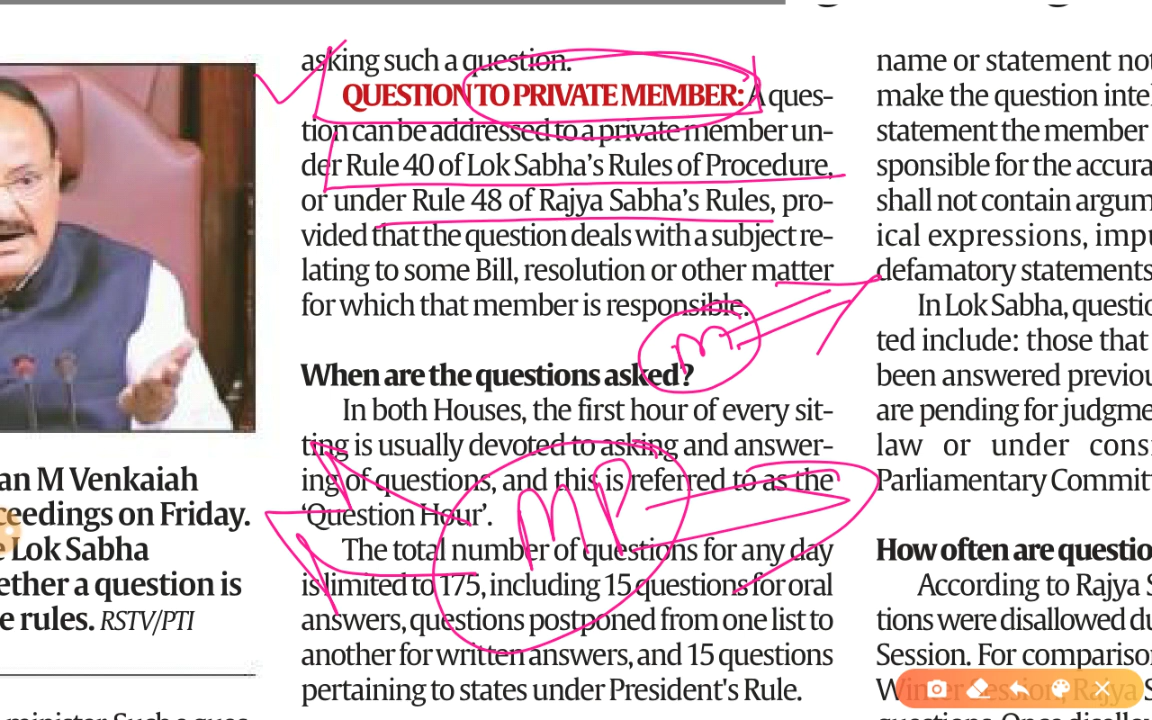 asking such a question.
QUESTION TO PRIVATE MEMBER: A ques-
tion can be addressed to a private member un-
der Rule 40 of Lok Sabha's Rules of Procedure,
or under Rule 48 of Rajya Sabha's Rules, pro-
vided that the question deals with a subject re-
lating to some Bill, resolution or other matter
for which that member is responsible.
m
When are the questions asked?
In both Houses, the first hour of every sit-
ting is usually devoted to asking and answer-
ing of questions, and this is referred to as the
'Question Hour'.
MP
The total number of questions for any day
is limited to 175, including 15 questions for oral
answers, questions postponed from one list to
another for written answers, and 15 questions
pertaining to states under President's Rule.
an M Venkaiah
ceedings on Friday.
Lok Sabha
ether a question is
e rules. RSTV/PTI
name or statement not
make the question intel
statement the member
sponsible for the accura
shall not contain argum
ical expressions, impu
defamatory statements
In Lok Sabha, questio
ted include: those that
been answered previou
are pending for judgme
law or under cons
Parliamentary Committ
How often are questio
According to Rajya S
tions were disallowed du
Session. For compariso
Winter Session, Rajya S